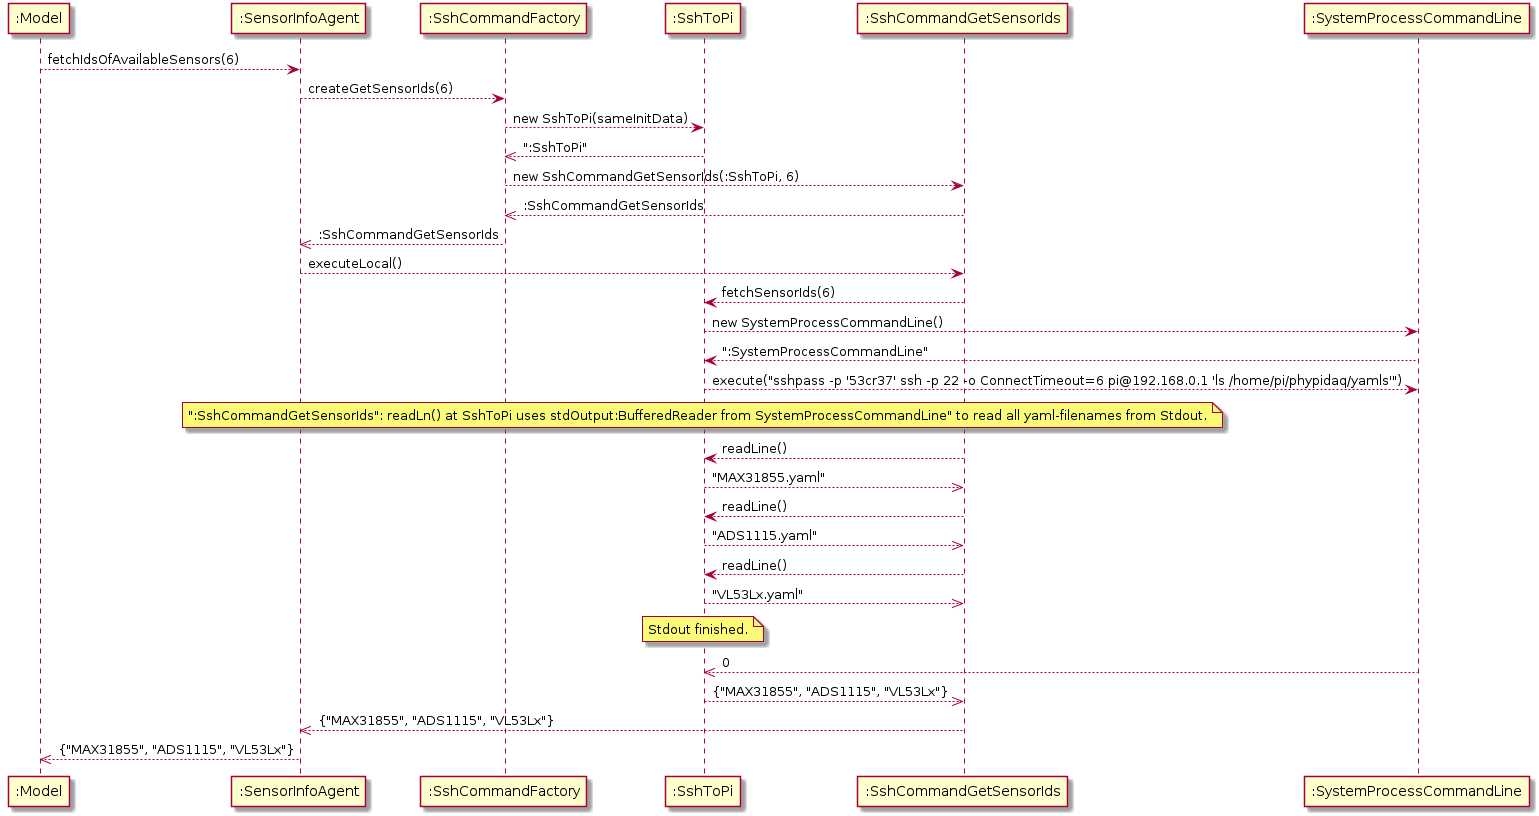 :Model
:SensorInfoAgent
:SshCommandFactory
:SshToPi
:SshCommandGetSensorIds
:SystemProcessCommandLine
fetchIdsOfAvailableSensors(6)
createGetSensorIds(6)
new SshToPi(sameInitData)
":SshToPi"
new SshCommandGetSensorIds(:SshToPi, 6)
:SshCommandGetSensorIds
:SshCommandGetSensorIds
executeLocal()
fetchSensorIds(6)
new SystemProcessCommandLine()
":SystemProcessCommandLine"
execute("sshpass -p '53cr37' ssh -p 22 -o ConnectTimeout=6 pi@192.168.0.1 'ls /home/pi/phypidaq/yamls'")
":SshCommandGetSensorIds": readLn() at SshToPi uses stdOutput:BufferedReader from SystemProcessCommandLine" to read all yaml-filenames from Stdout.
readLine()
"MAX31855.yaml"
readLine()
"ADS1115.yaml"
readLine()
"VL53Lx.yaml"
Stdout finished.
0
{"MAX31855", "ADS1115", "VL53Lx"}
{"MAX31855", "ADS1115", "VL53Lx"}
{"MAX31855", "ADS1115", "VL53Lx"}
:Model
:SensorInfoAgent
:SshCommandFactory
:SshToPi
:SshCommandGetSensorIds
:SystemProcessCommandLine